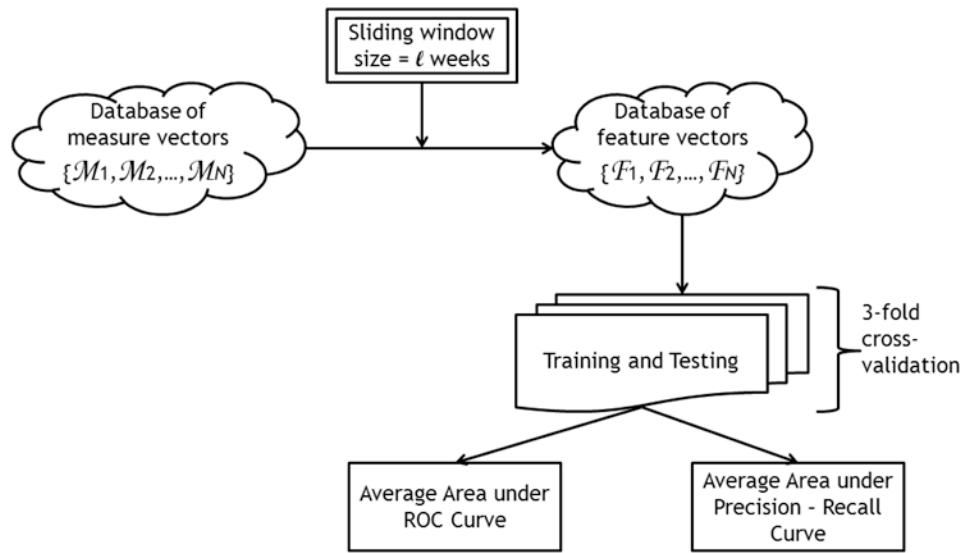 Sliding window
size = ℓ weeks
Database of
measure vectors
{ℳ1, ℳ2,..., ℳN}
Database of
feature vectors
{ℱ1, ℱ2,..., ℱN}
Training and Testing
3-fold
cross-
validation
Average Area under
ROC Curve
Average Area under
Precision - Recall
Curve